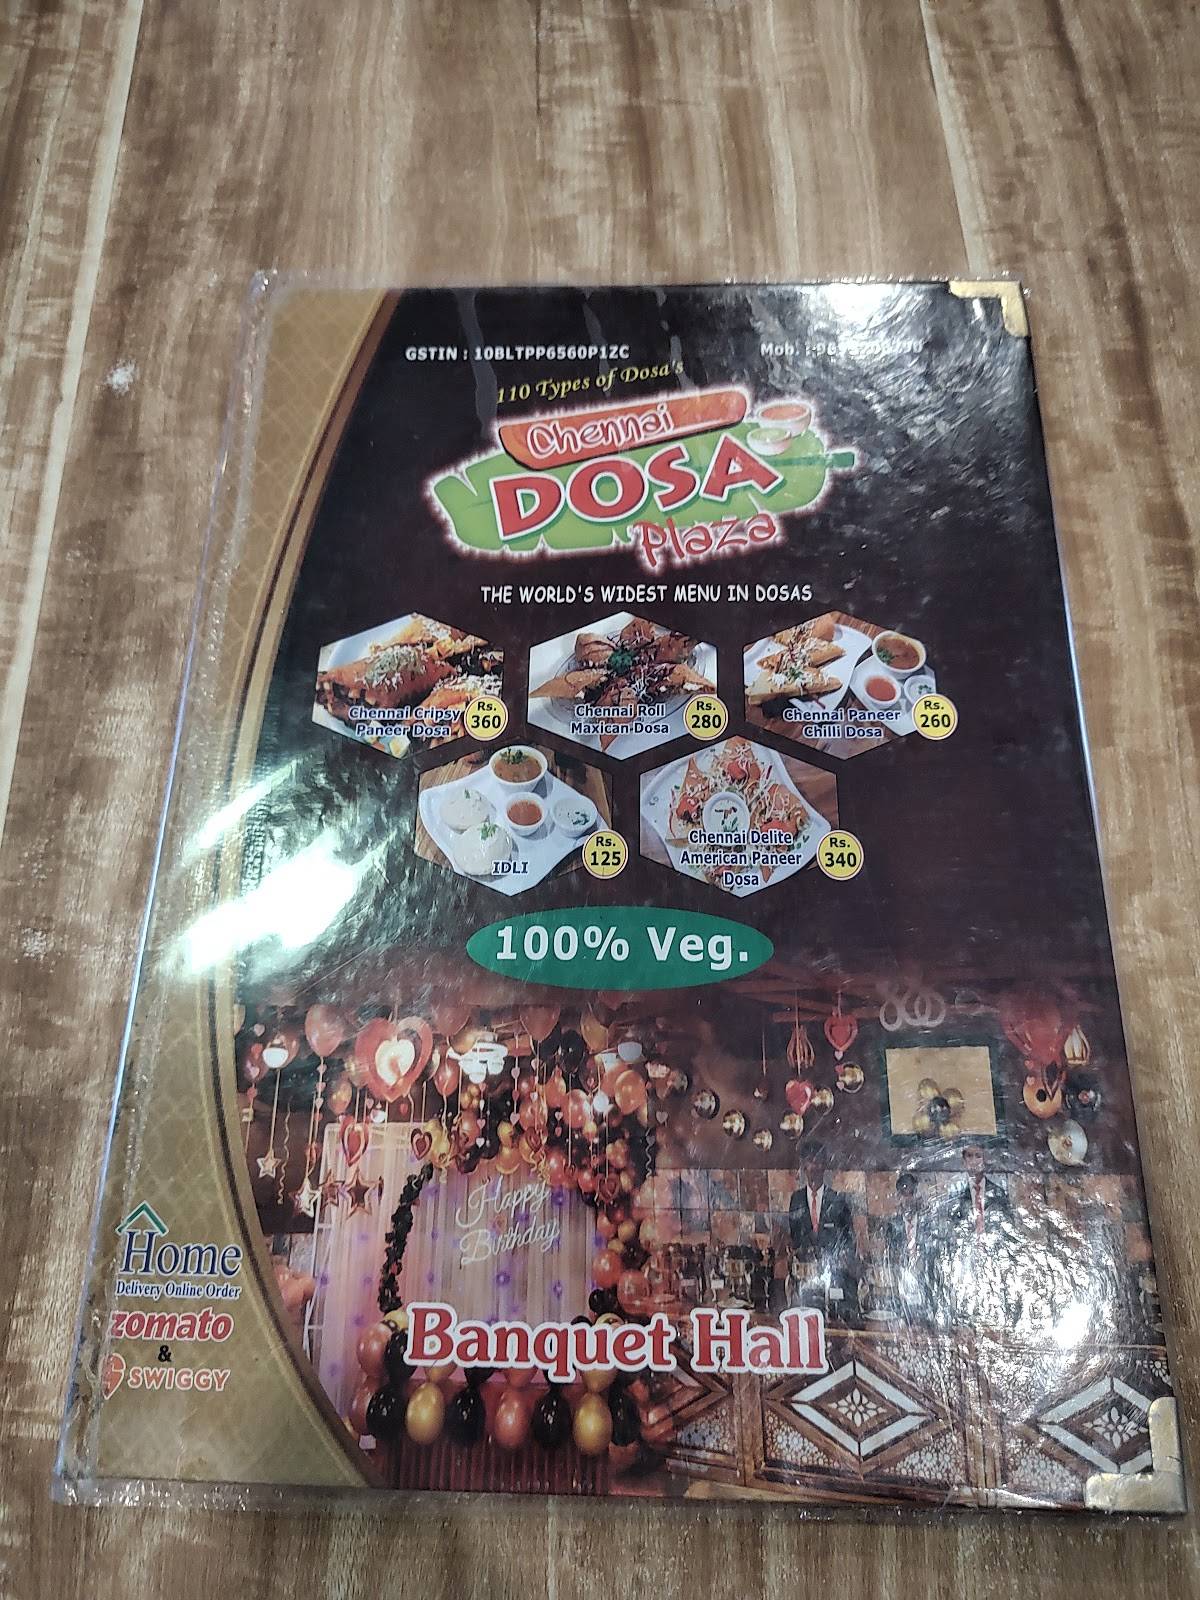 GSTIN : 10BLTPP6560P1ZC
Mob. :
110 Types of Dosa's
Chennai
DOSA
Plaza
THE WORLD'S WIDEST MENU IN DOSAS
Chennai Cripsy
Paneer Dosa
Rs.
360
Chennai Roll
Maxican Dosa
Rs.
280
Chennai Paneer
Chilli Dosa
Rs.
260
IDLI
Rs.
125
Chennai Delite
American Paneer
Dosa
Rs.
340
100% Veg.
Happy
Birthday
Banquet Hall
Home
Delivery Online Order
zomato
&
SWIGGY